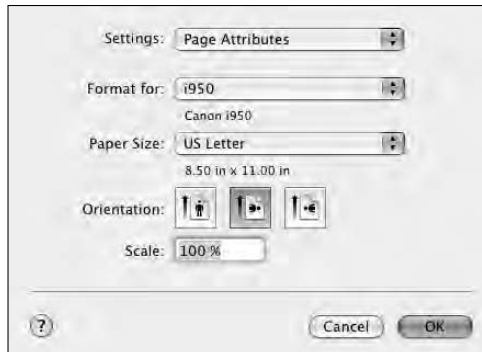 Settings: Page Attributes
Format for: i950
Canon i950
Paper Size: US Letter
8.50 in x 11.00 in
Orientation:
Scale: 100 %
? Cancel OK